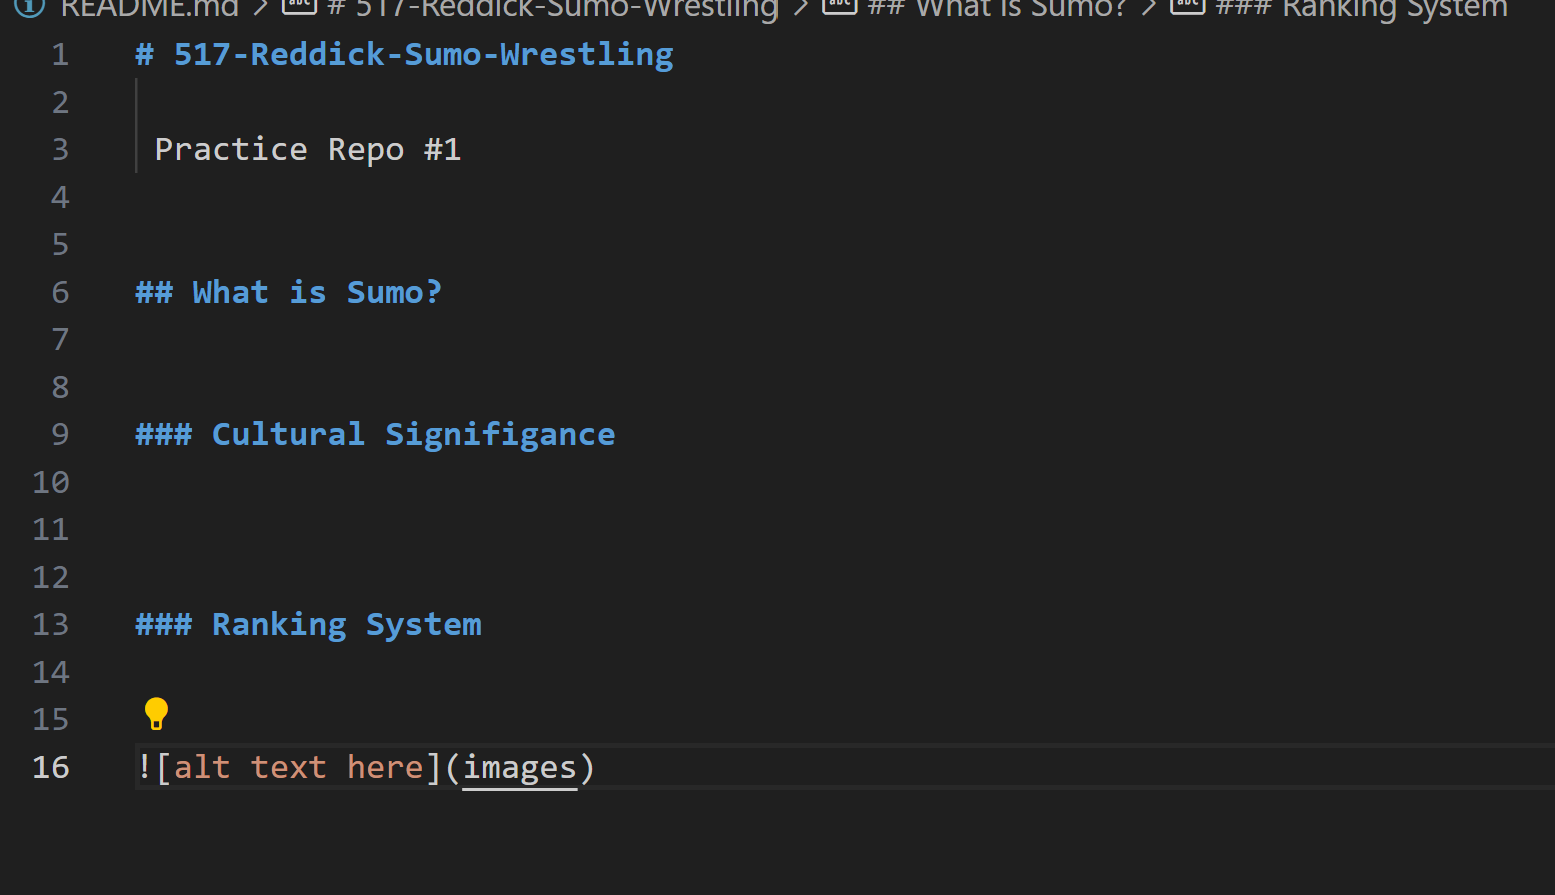 README.md > # 517-Reddick-Sumo-Wrestling > ## What is Sumo? > ### Ranking System
1 # 517-Reddick-Sumo-Wrestling
2
3 Practice Repo #1
4
5
6 ## What is Sumo?
7
8
9 ### Cultural Signifigance
10
11
12
13 ### Ranking System
14
15
16 ![alt text here](images)